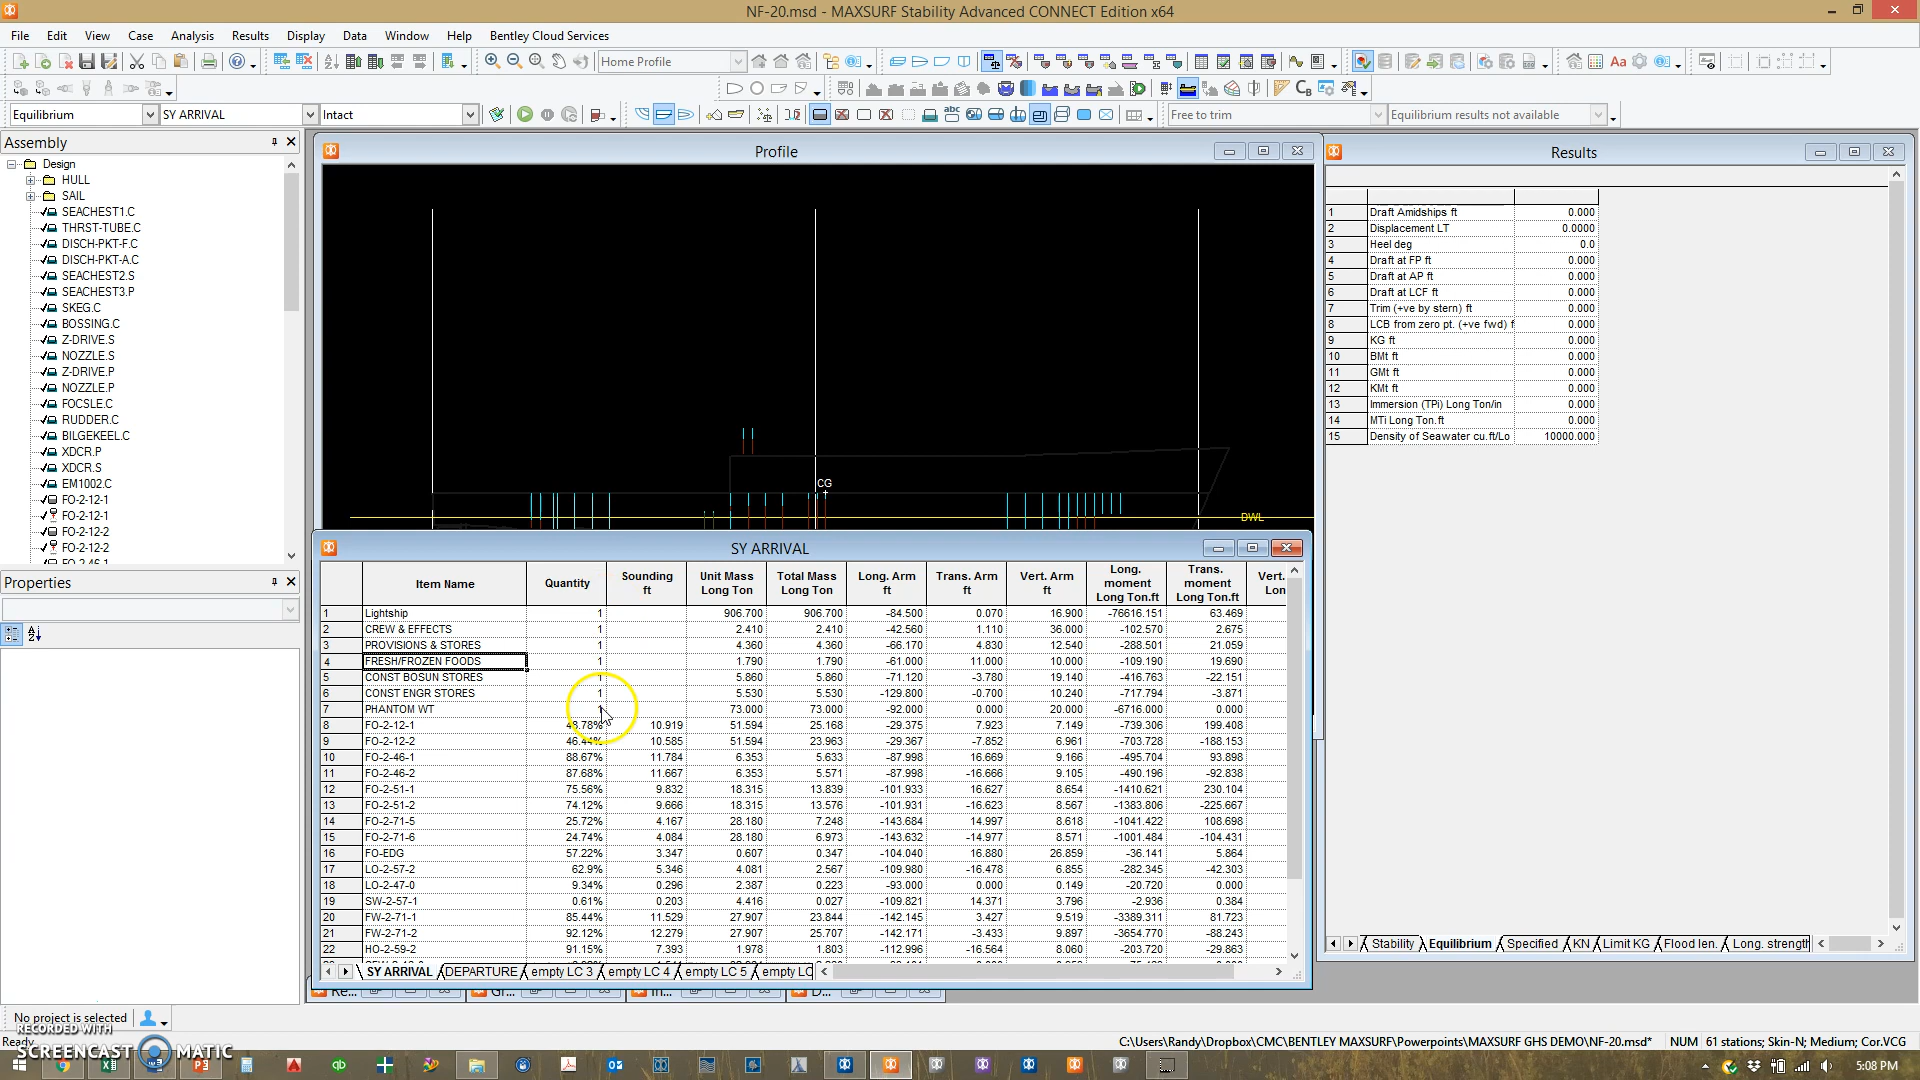 NF-20.msd - MAXSURF Stability Advanced CONNECT Edition x64
File Edit View Case Analysis Results Display Data Window Help Bentley Cloud Services
Home Profile
Equilibrium SY ARRIVAL Intact Free to trim Equilibrium results not available
Assembly
Design
HULL
SAIL
SEACHEST1.C
THRST-TUBE.C
DISCH-PKT-F.C
DISCH-PKT-A.C
SEACHEST2.S
SEACHEST3.P
SKEG.C
BOSSING.C
Z-DRIVE.S
NOZZLE.S
Z-DRIVE.P
NOZZLE.P
FOCSLE.C
RUDDER.C
BILGEKEEL.C
XDCR.P
XDCR.S
EM1002.C
FO-2-12-1
FO-2-12-1
FO-2-12-2
FO-2-12-2
FO-2-46-1
Properties
Profile
CG
DWL
SY ARRIVAL
Item Name Quantity Sounding ft Unit Mass Long Ton Total Mass Long Ton Long. Arm ft Trans. Arm ft Vert. Arm ft Long. moment Long Ton.ft Trans. moment Long Ton.ft Vert. Lon
1 Lightship 1 906.700 906.700 -84.500 0.070 16.900 -76616.151 63.469
2 CREW & EFFECTS 1 2.410 2.410 -42.560 1.110 36.000 -102.570 2.675
3 PROVISIONS & STORES 1 4.360 4.360 -66.170 4.830 12.540 -288.501 21.059
4 FRESH/FROZEN FOODS 1 1.790 1.790 -61.000 11.000 10.000 -109.190 19.690
5 CONST BOSUN STORES 1 5.860 5.860 -71.120 -3.780 19.140 -416.763 -22.151
6 CONST ENGR STORES 1 5.530 5.530 -129.800 -0.700 10.240 -717.794 -3.871
7 PHANTOM WT 1 73.000 73.000 -92.000 0.000 20.000 -6716.000 0.000
8 FO-2-12-1 48.78% 10.919 51.594 25.168 -29.375 7.923 7.149 -739.306 199.408
9 FO-2-12-2 46.44% 10.585 51.594 23.963 -29.367 -7.852 6.961 -703.728 -188.153
10 FO-2-46-1 88.67% 11.784 6.353 5.633 -87.998 16.669 9.166 -495.704 93.898
11 FO-2-46-2 87.68% 11.667 6.353 5.571 -87.998 -16.666 9.105 -490.196 -92.838
12 FO-2-51-1 75.56% 9.832 18.315 13.839 -101.933 16.627 8.654 -1410.621 230.104
13 FO-2-51-2 74.12% 9.666 18.315 13.576 -101.931 -16.623 8.567 -1383.806 -225.667
14 FO-2-71-5 25.72% 4.167 28.180 7.248 -143.684 14.997 8.618 -1041.422 108.698
15 FO-2-71-6 24.74% 4.084 28.180 6.973 -143.632 -14.977 8.571 -1001.484 -104.431
16 FO-EDG 57.22% 3.347 0.607 0.347 -104.040 16.880 26.859 -36.141 5.864
17 LO-2-57-2 62.9% 5.346 4.081 2.567 -109.980 -16.478 6.855 -282.345 -42.303
18 LO-2-47-0 9.34% 0.296 2.387 0.223 -93.000 0.000 0.149 -20.720 0.000
19 SW-2-57-1 0.61% 0.203 4.416 0.027 -109.821 14.371 3.796 -2.936 0.384
20 FW-2-71-1 85.44% 11.529 27.907 23.844 -142.145 3.427 9.519 -3389.311 81.723
21 FW-2-71-2 92.12% 12.279 27.907 25.707 -142.171 -3.433 9.897 -3654.770 -88.243
22 HO-2-59-2 91.15% 7.393 1.978 1.803 -112.996 -16.564 8.060 -203.720 -29.863
SY ARRIVAL DEPARTURE empty LC 3 empty LC 4 empty LC 5 empty LC
Re... Gr... In... D...
Results
1 Draft Amidships ft 0.000
2 Displacement LT 0.0000
3 Heel deg 0.0
4 Draft at FP ft 0.000
5 Draft at AP ft 0.000
6 Draft at LCF ft 0.000
7 Trim (+ve by stern) ft 0.000
8 LCB from zero pt. (+ve fwd) f 0.000
9 KG ft 0.000
10 BMt ft 0.000
11 GMt ft 0.000
12 KMt ft 0.000
13 Immersion (TPi) Long Ton/in 0.000
14 MTi Long Ton.ft 0.000
15 Density of Seawater cu.ft/Lo 10000.000
Stability Equilibrium Specified KN Limit KG Flood len. Long. strength
No project is selected
Ready
RECORDED WITH
SCREENCAST MATIC
C:\Users\Randy\Dropbox\CMC\BENTLEY MAXSURF\Powerpoints\MAXSURF GHS DEMO\NF-20.msd* NUM 61 stations; Skin-N; Medium; Cor.VCG
5:08 PM